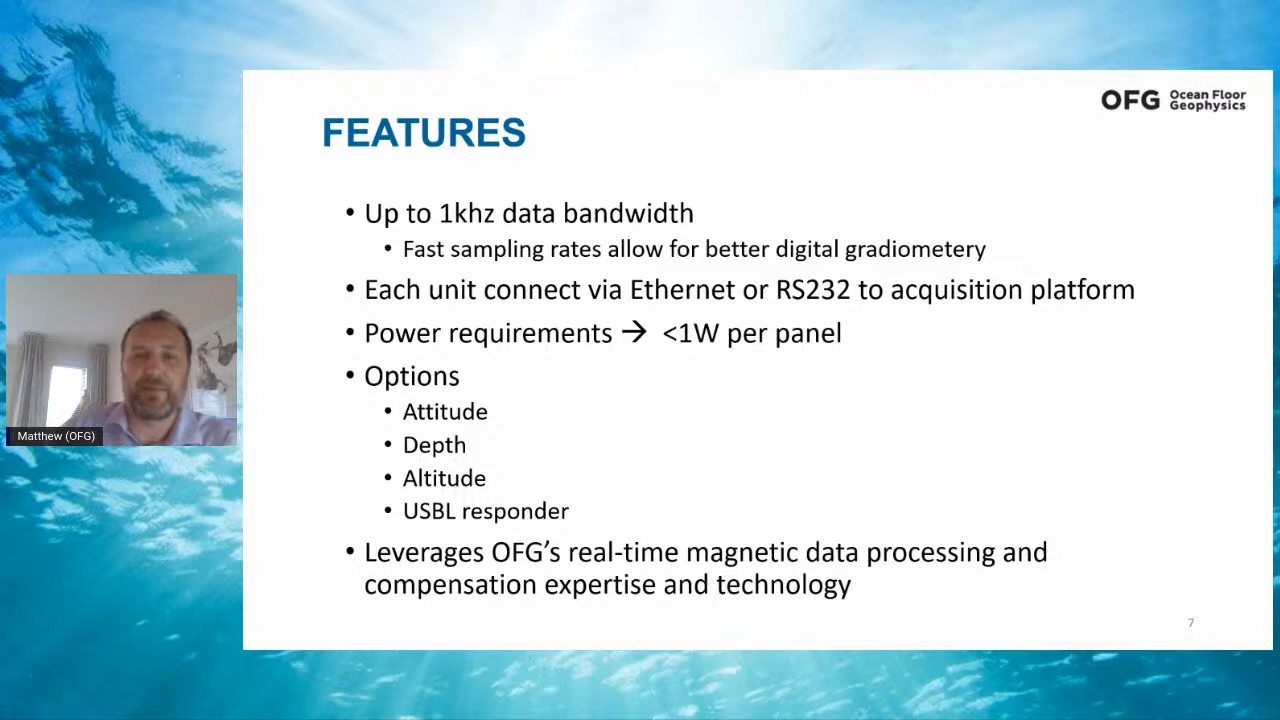 OFG Ocean Floor
Geophysics
FEATURES
• Up to 1khz data bandwidth
• Fast sampling rates allow for better digital gradiometery
• Each unit connect via Ethernet or RS232 to acquisition platform
• Power requirements → <1W per panel
• Options
• Attitude
• Depth
• Altitude
• USBL responder
• Leverages OFG’s real-time magnetic data processing and
compensation expertise and technology
7
Matthew (OFG)